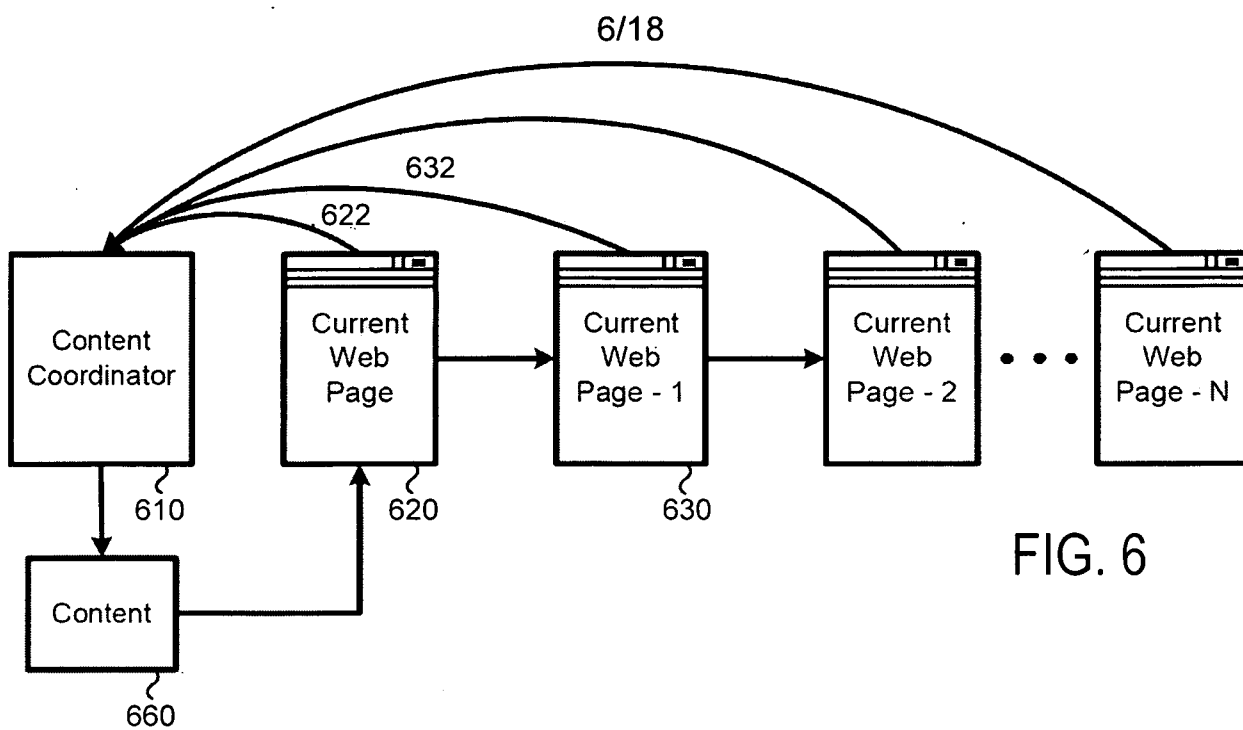 6/18
632
622
Content
Coordinator
Current
Web
Page
Current
Web
Page - 1
Current
Web
Page - 2
Current
Web
Page - N
610
620
630
FIG. 6
Content
660